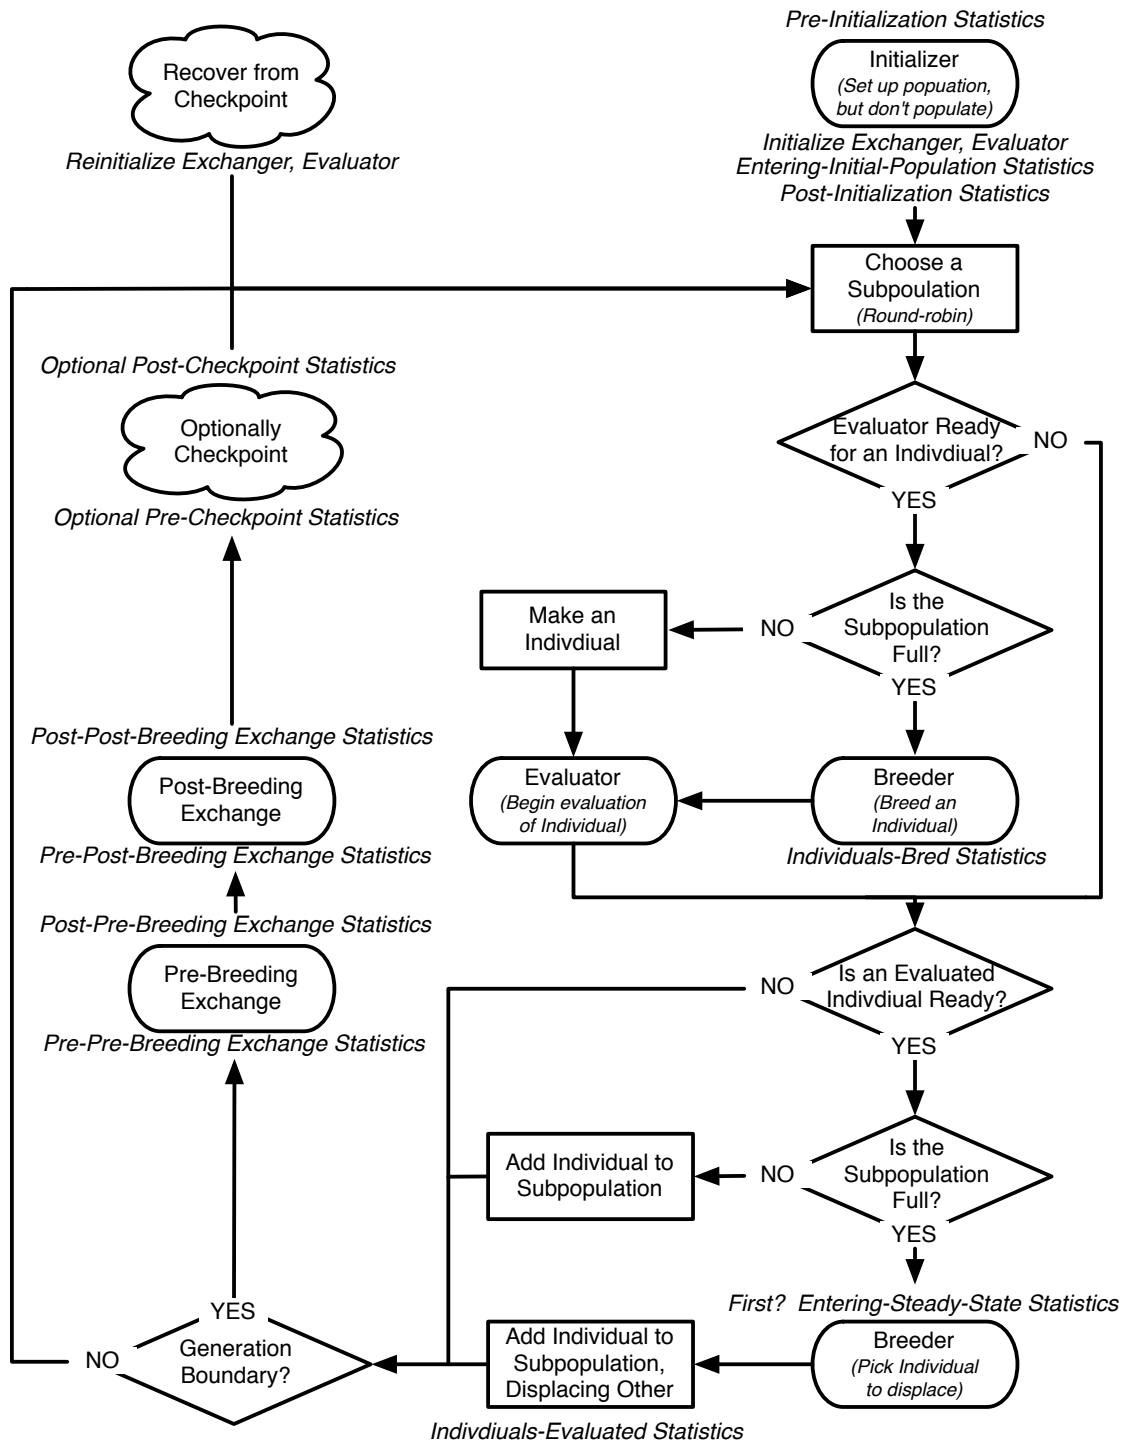 Pre-Initialization Statistics
Initializer
(Set up popuation,
but don't populate)
Initialize Exchanger, Evaluator
Entering-Initial-Population Statistics
Post-Initialization Statistics
Recover from
Checkpoint
Reinitialize Exchanger, Evaluator
Choose a
Subpoulation
(Round-robin)
Optional Post-Checkpoint Statistics
Optionally
Checkpoint
Optional Pre-Checkpoint Statistics
Evaluator Ready
for an Indivdiual?
NO
YES
Is the
Subpopulation
Full?
NO
YES
Make an
Indivdiual
Evaluator
(Begin evaluation
of Individual)
Breeder
(Breed an
Individual)
Individuals-Bred Statistics
Post-Post-Breeding Exchange Statistics
Post-Breeding
Exchange
Pre-Post-Breeding Exchange Statistics
Post-Pre-Breeding Exchange Statistics
Pre-Breeding
Exchange
Pre-Pre-Breeding Exchange Statistics
Is an Evaluated
Indivdiual Ready?
NO
YES
Is the
Subpopulation
Full?
NO
YES
Add Individual to
Subpopulation
First? Entering-Steady-State Statistics
Breeder
(Pick Individual
to displace)
Add Individual to
Subpopulation,
Displacing Other
Indivdiuals-Evaluated Statistics
YES
Generation
Boundary?
NO